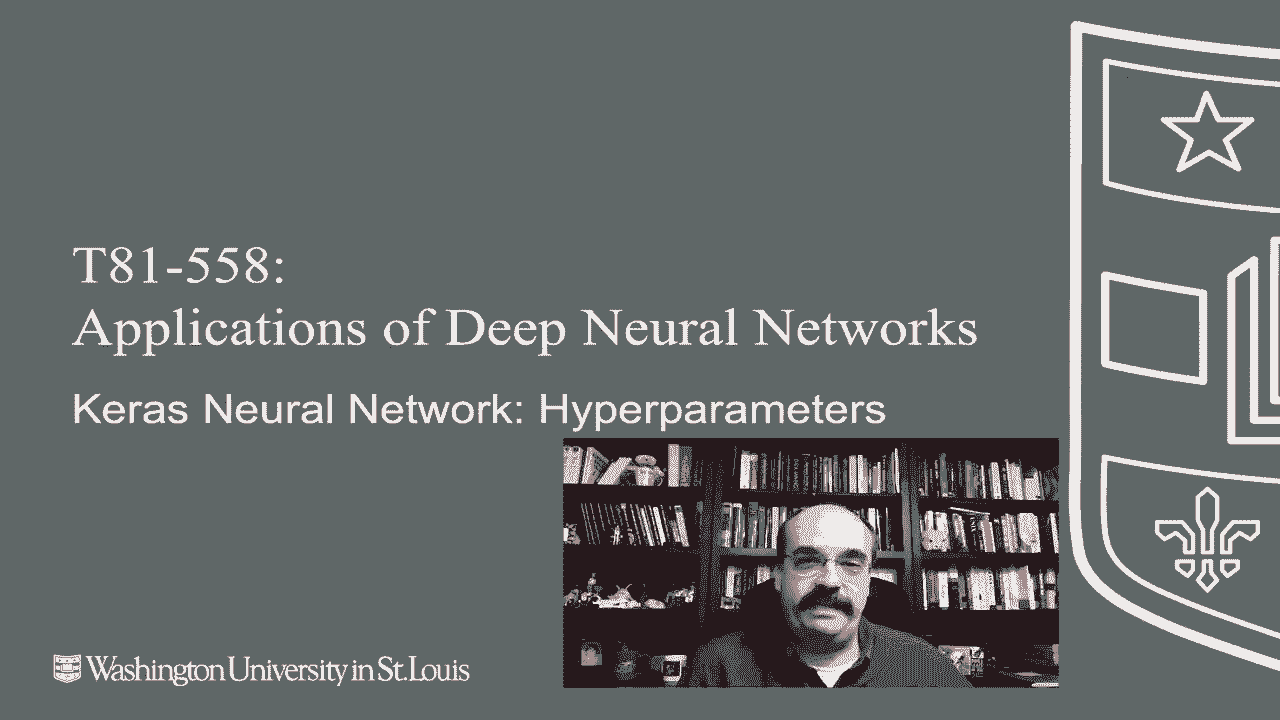 T81-558:
Applications of Deep Neural Networks
Keras Neural Network: Hyperparameters
Washington University in St. Louis